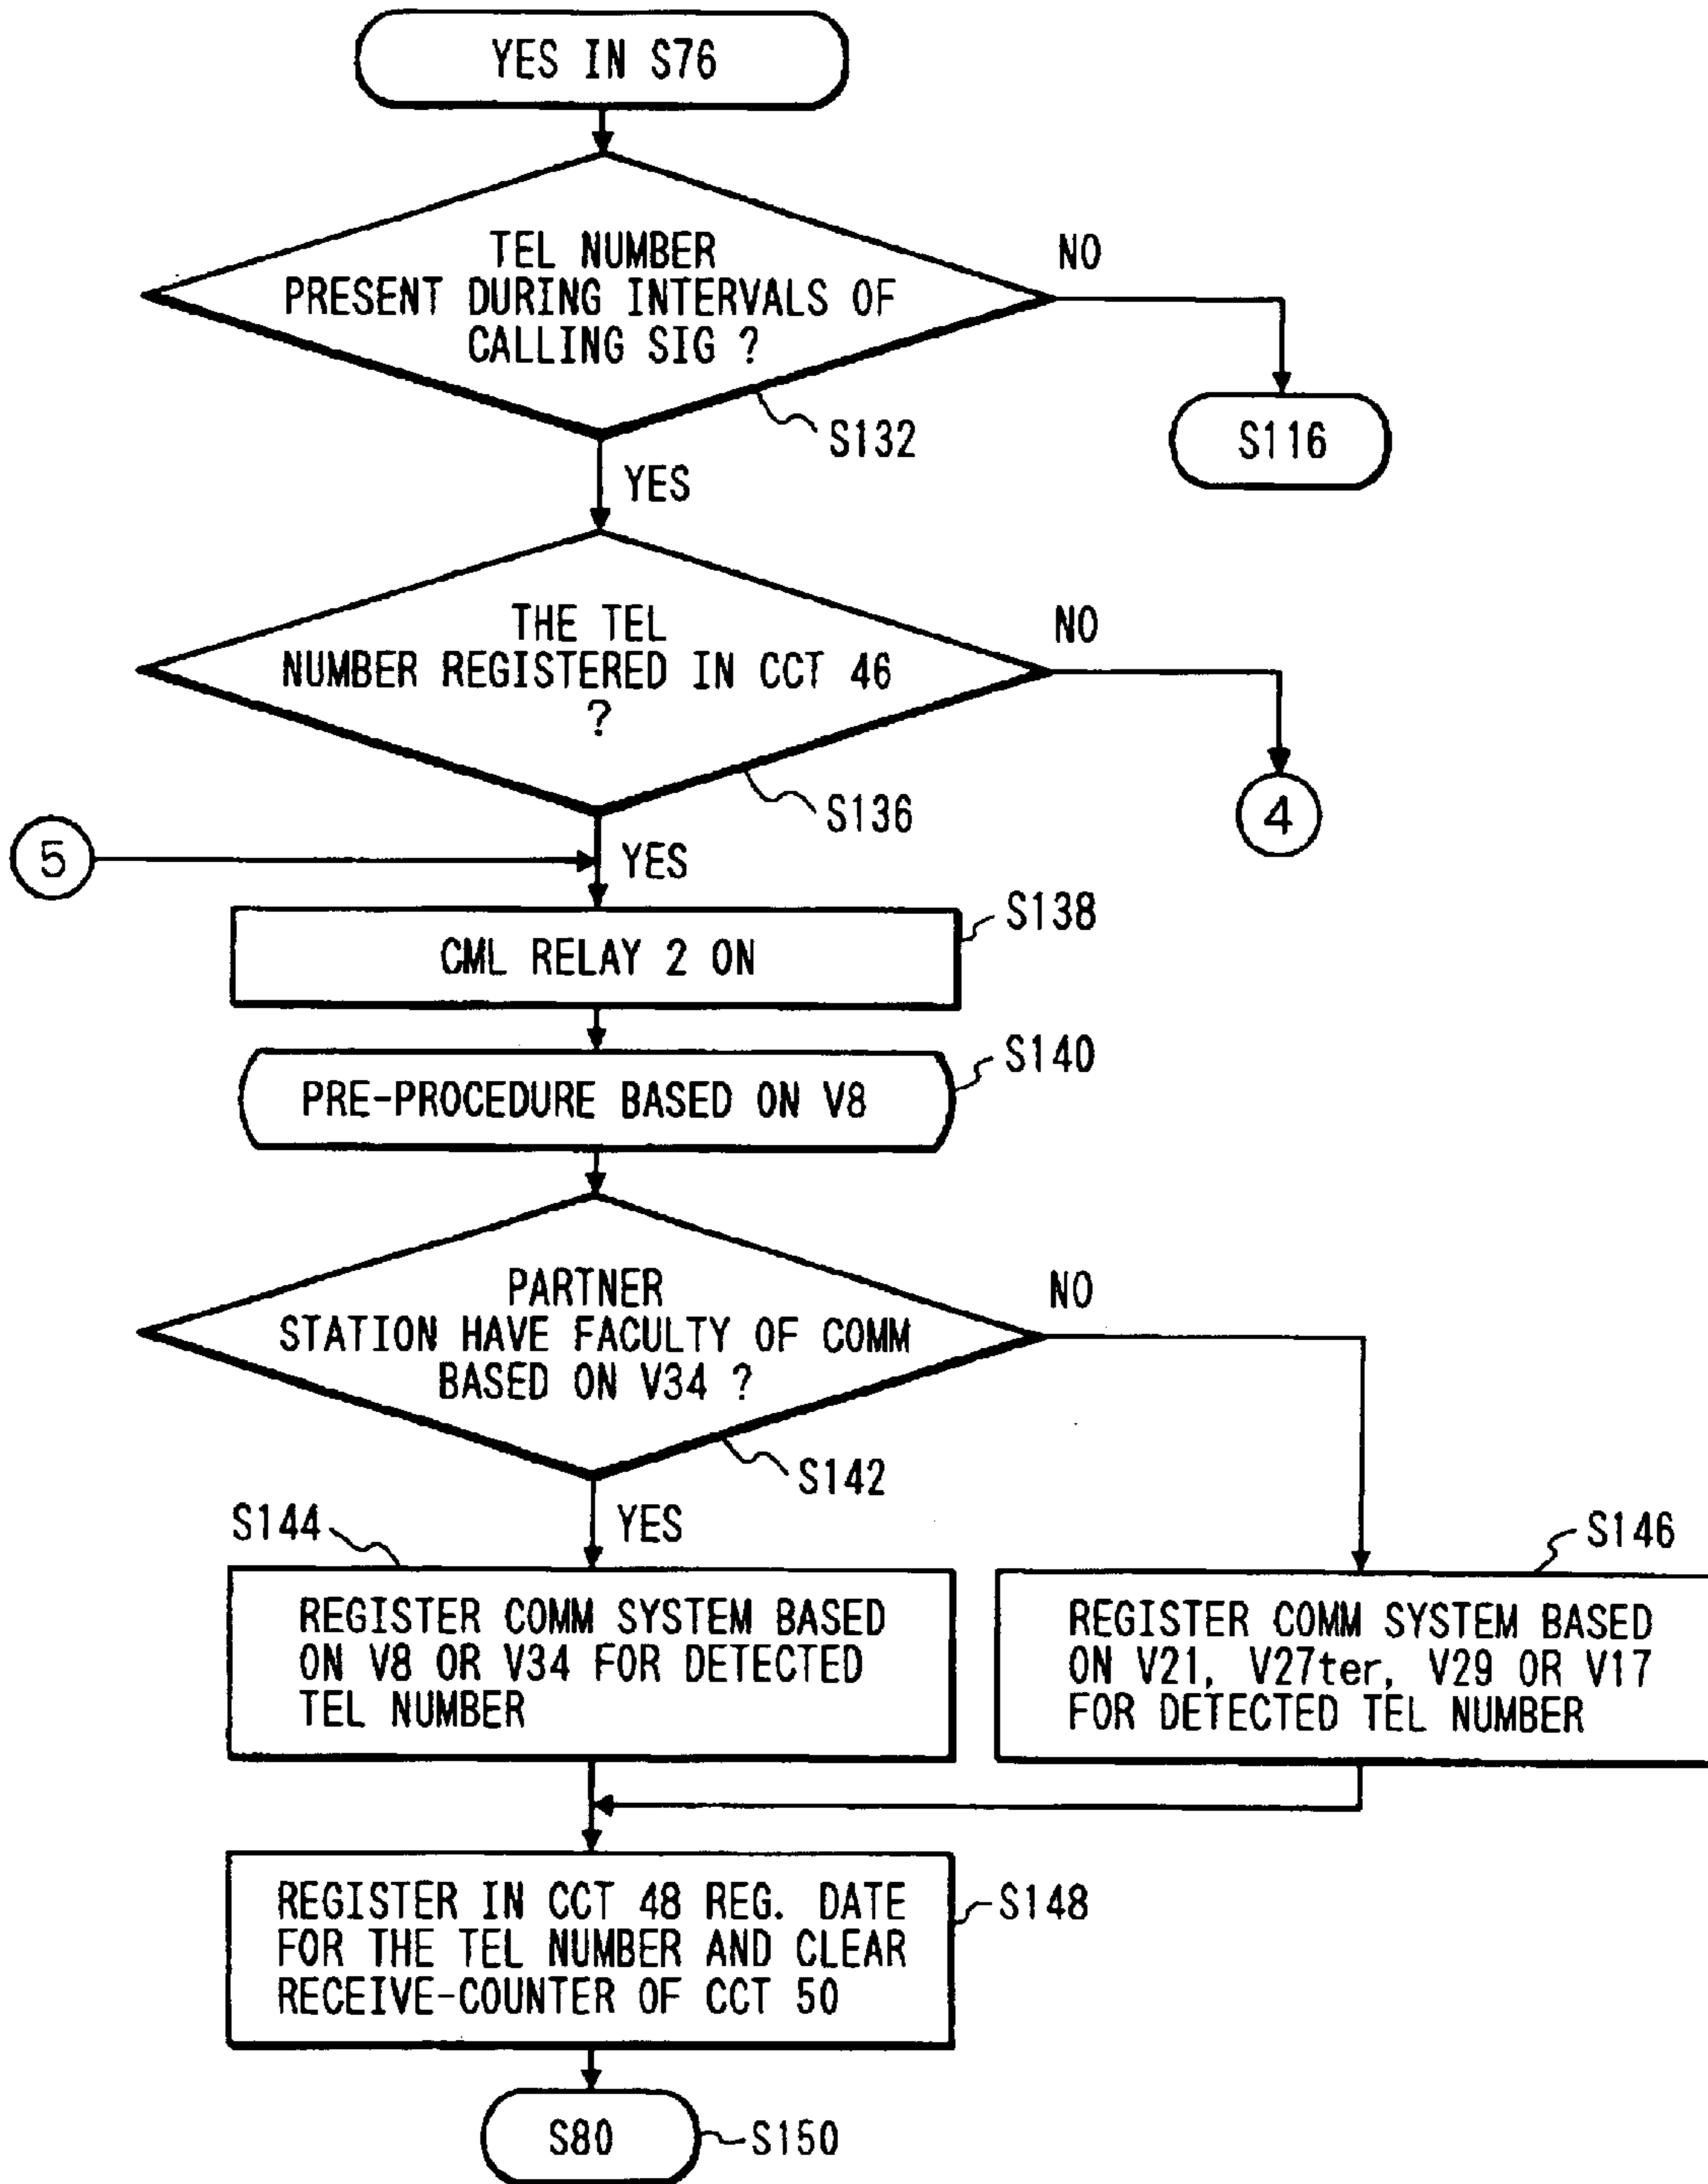 YES IN S76
TEL NUMBER
PRESENT DURING INTERVALS OF
CALLING SIG ?
NO
S132
S116
YES
THE TEL
NUMBER REGISTERED IN CCT 46
?
NO
S136
4
5
YES
S138
CML RELAY 2 ON
S140
PRE-PROCEDURE BASED ON V8
PARTNER
STATION HAVE FACULTY OF COMM
BASED ON V34 ?
NO
S142
S144
YES
S146
REGISTER COMM SYSTEM BASED
ON V8 OR V34 FOR DETECTED
TEL NUMBER
REGISTER COMM SYSTEM BASED
ON V21, V27ter, V29 OR V17
FOR DETECTED TEL NUMBER
REGISTER IN CCT 48 REG. DATE
FOR THE TEL NUMBER AND CLEAR
RECEIVE-COUNTER OF CCT 50
S148
S80
S150